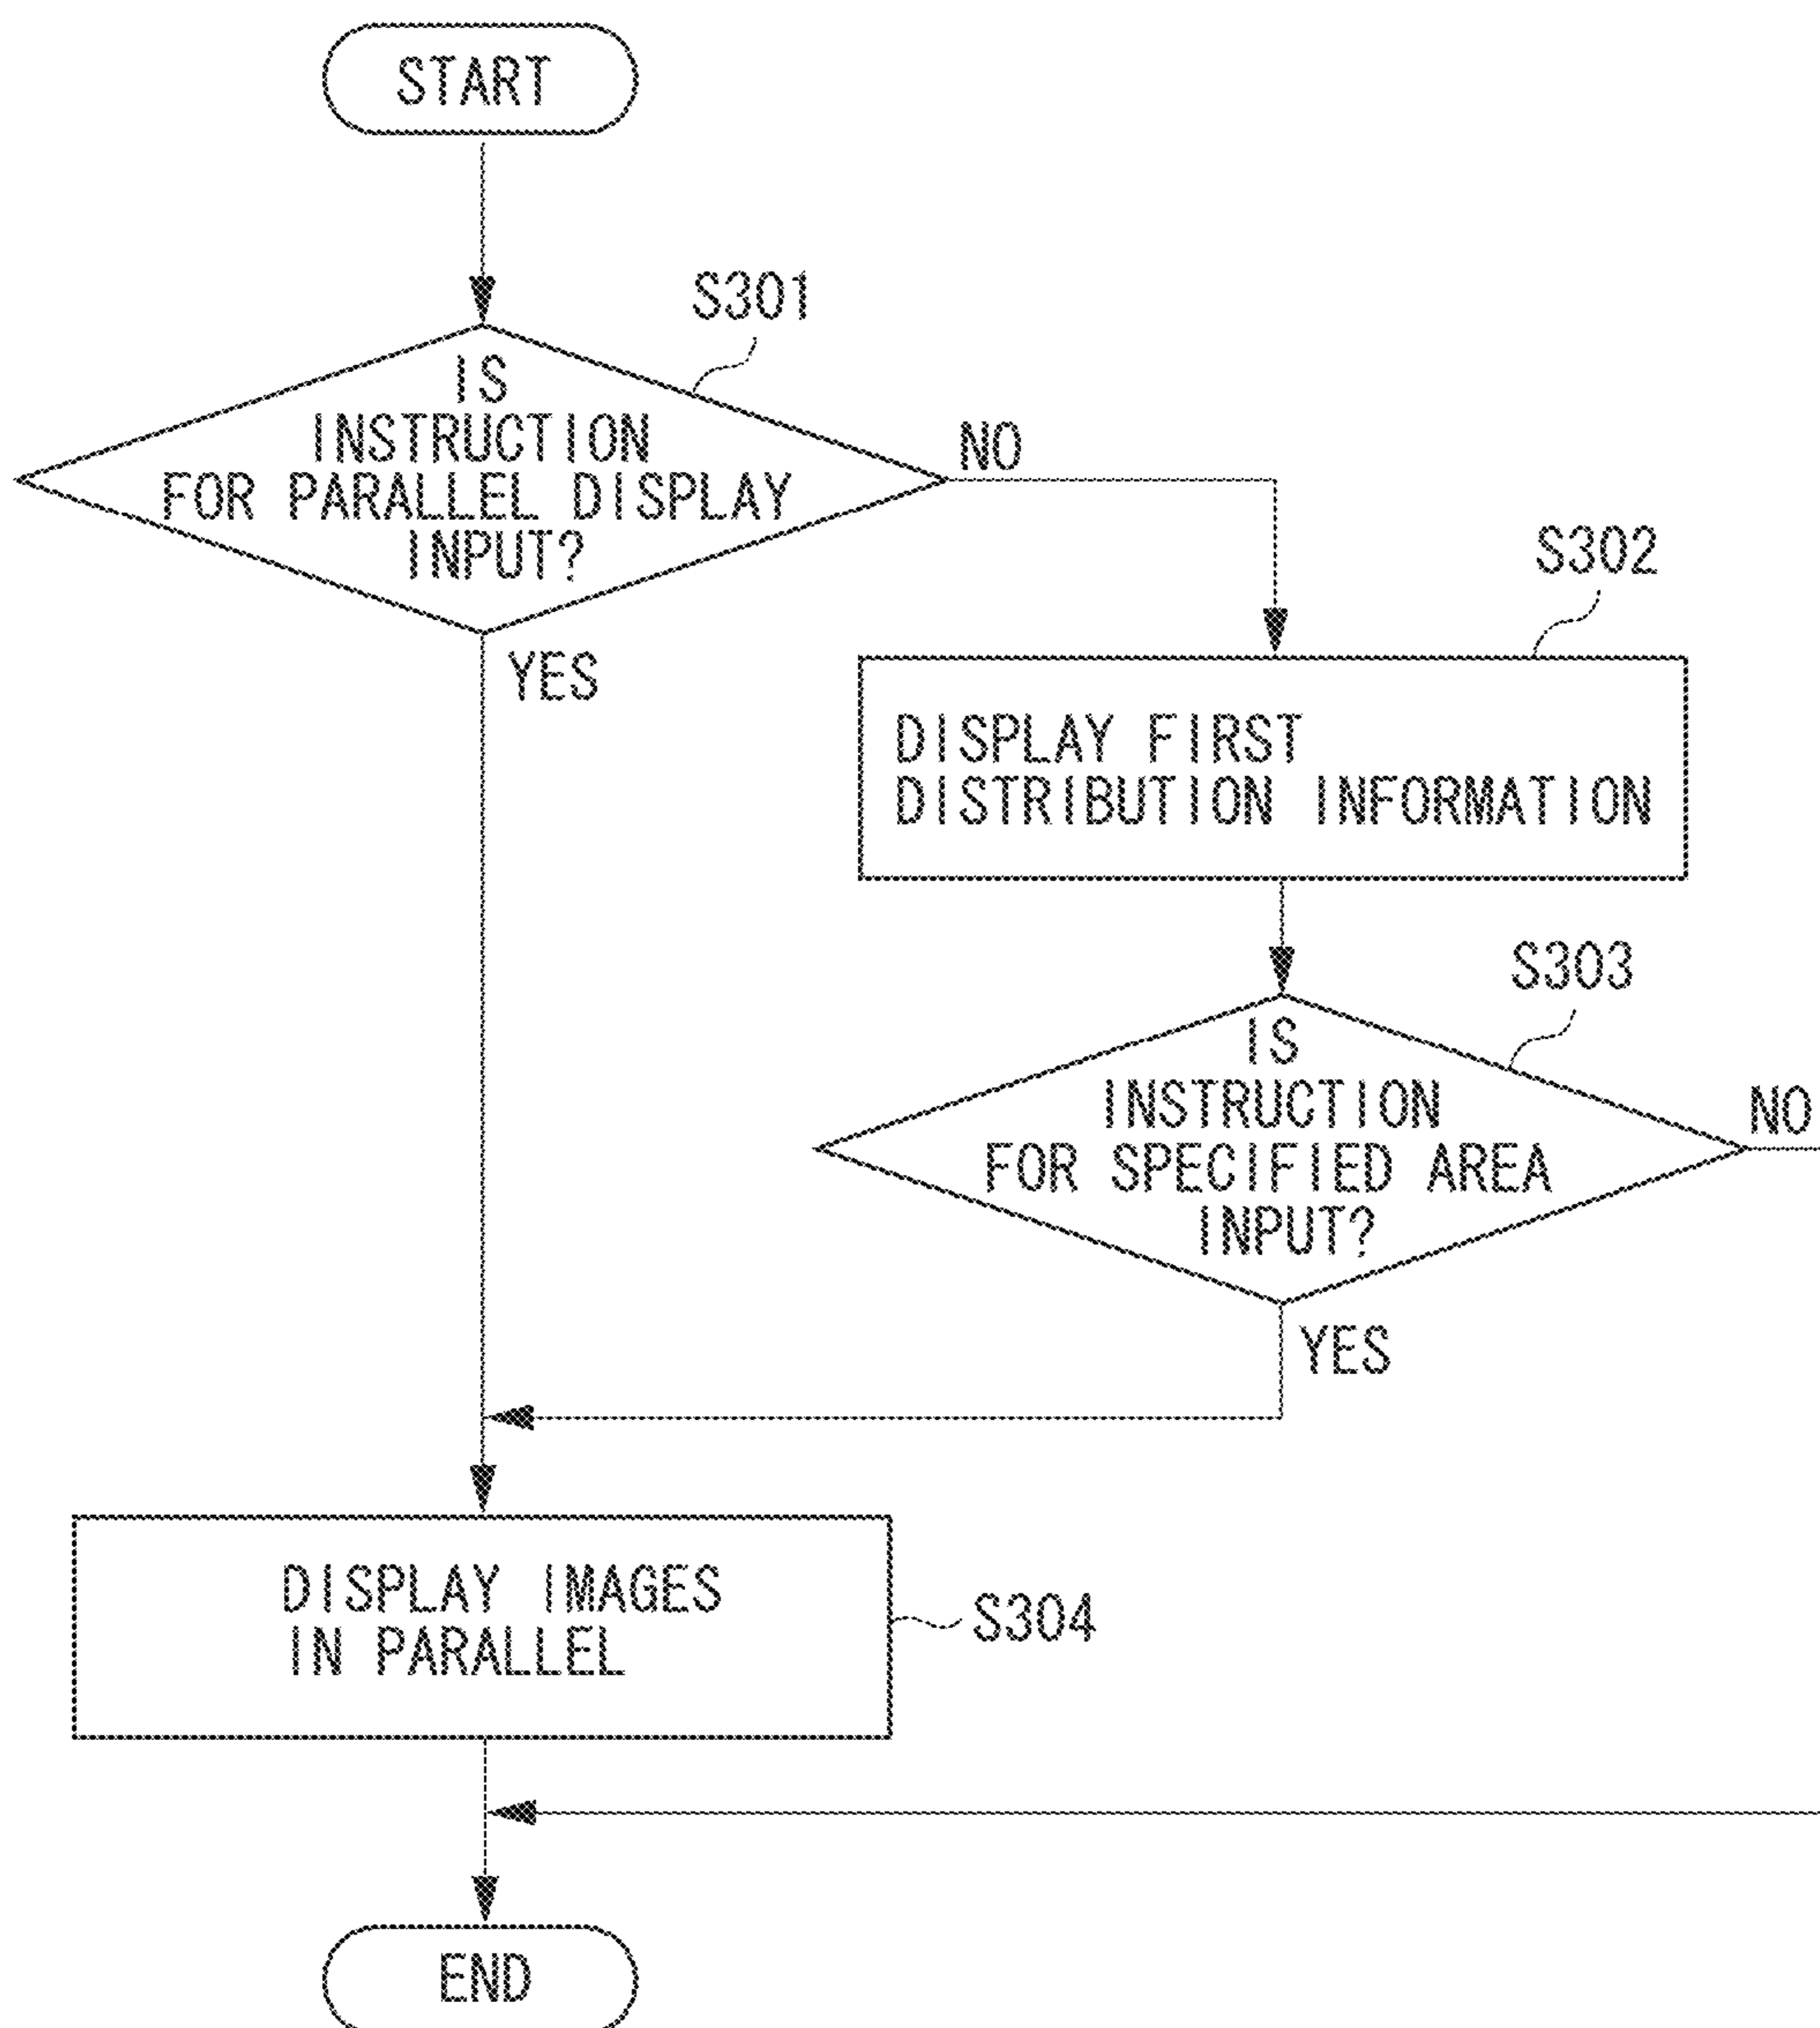 START
S301
IS
INSTRUCTION
FOR PARALLEL DISPLAY
INPUT?
NO
YES
S302
DISPLAY FIRST
DISTRIBUTION INFORMATION
S303
IS
INSTRUCTION
FOR SPECIFIED AREA
INPUT?
NO
YES
DISPLAY IMAGES
IN PARALLEL
S304
END